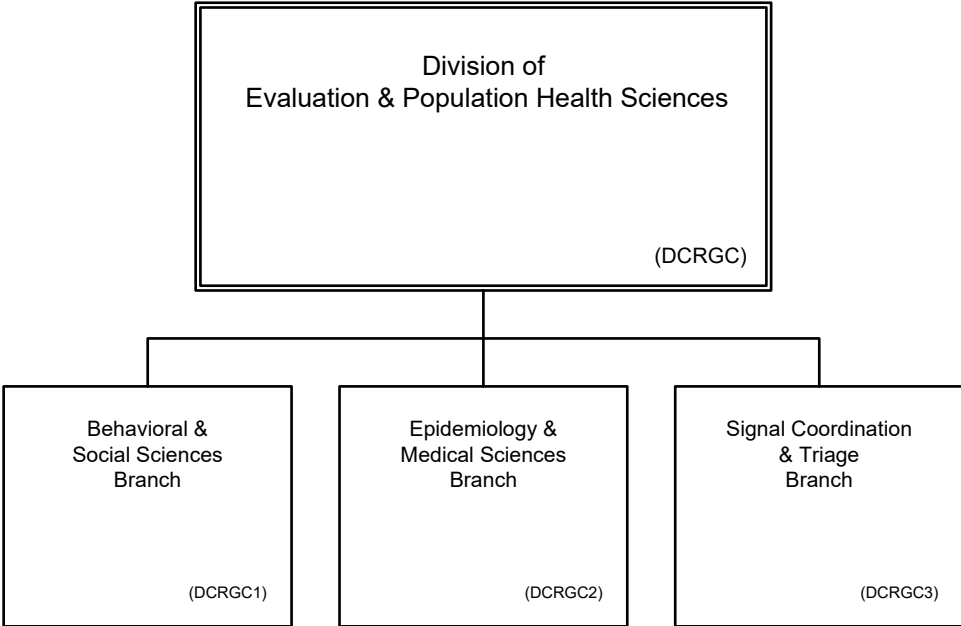 Division of
Evaluation & Population Health Sciences
(DCRGC)
Behavioral &
Social Sciences
Branch
(DCRGC1)
Epidemiology &
Medical Sciences
Branch
(DCRGC2)
Signal Coordination
& Triage
Branch
(DCRGC3)